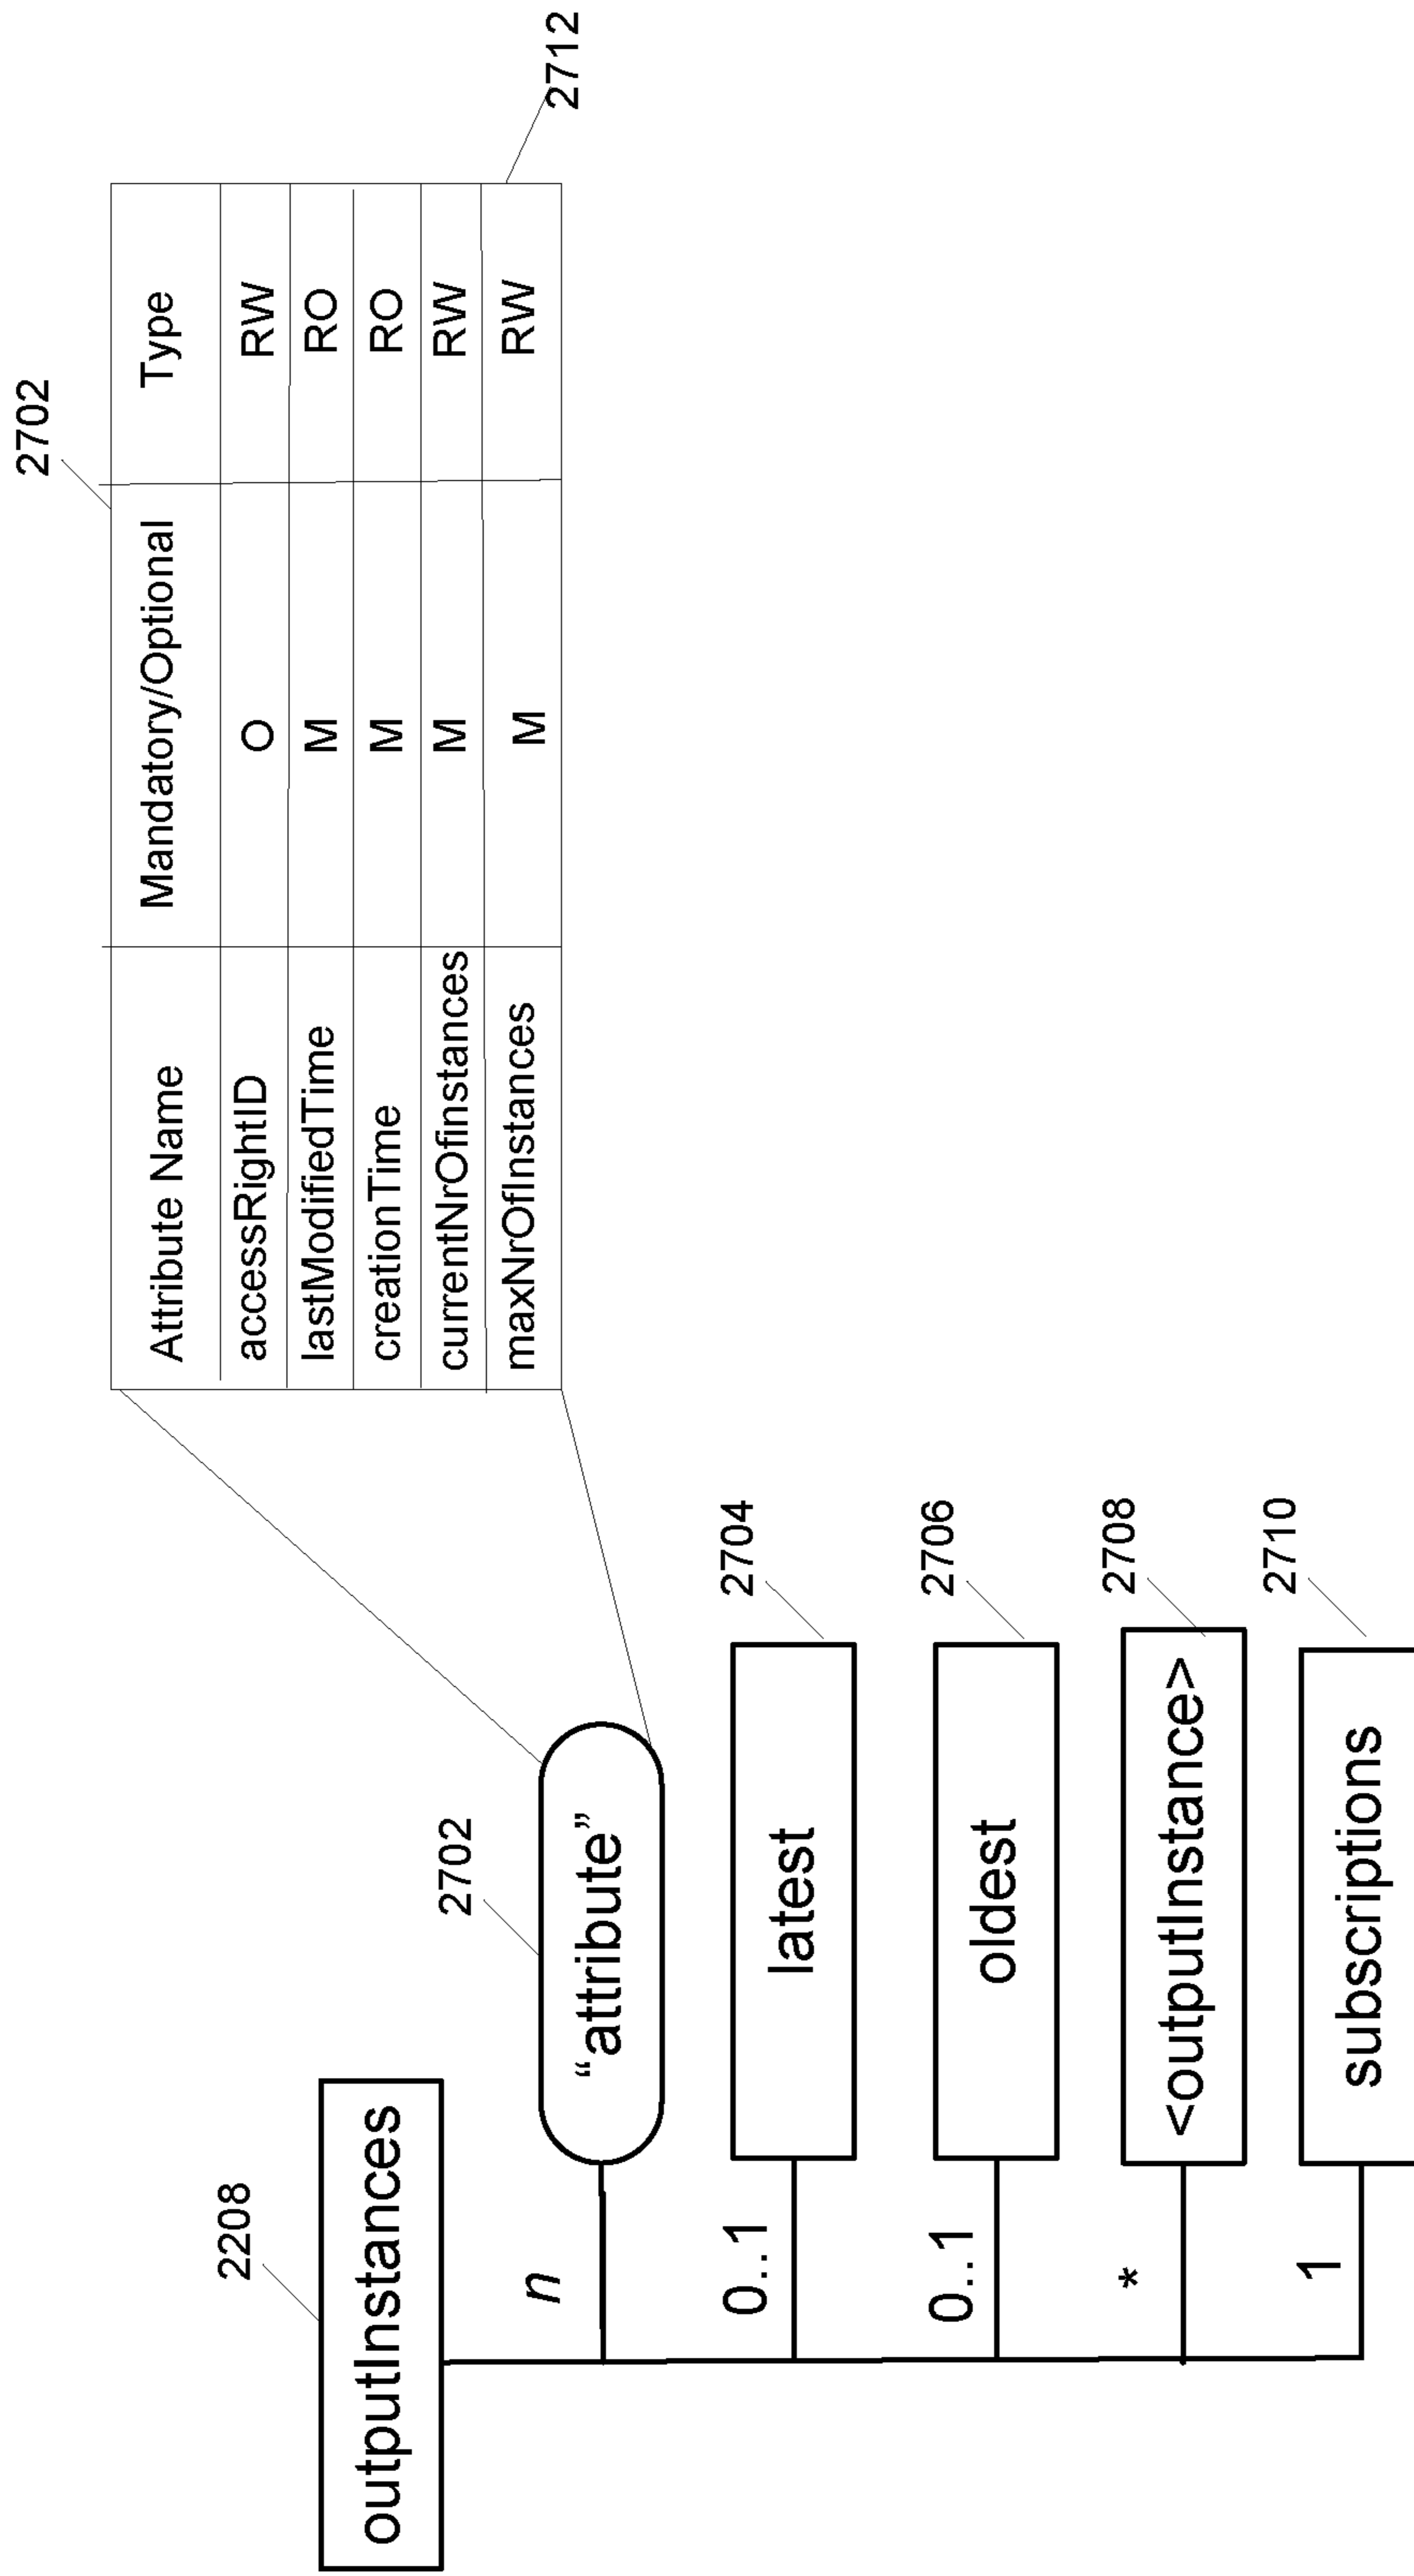 2702
Attribute Name Mandatory/Optional Type
accessRightID O RW
lastModifiedTime M RO
creationTime M RO
currentNrOfinstances M RW
maxNrOfInstances M RW
2712
2208
outputInstances
2702
n “attribute”
2704
0..1 latest
2706
0..1 oldest
2708
* <outputInstance>
2710
1 subscriptions